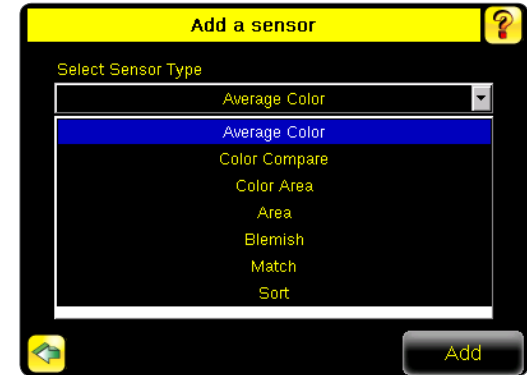 Add a sensor
?
Select Sensor Type
Average Color
Average Color
Color Compare
Color Area
Area
Blemish
Match
Sort
Add